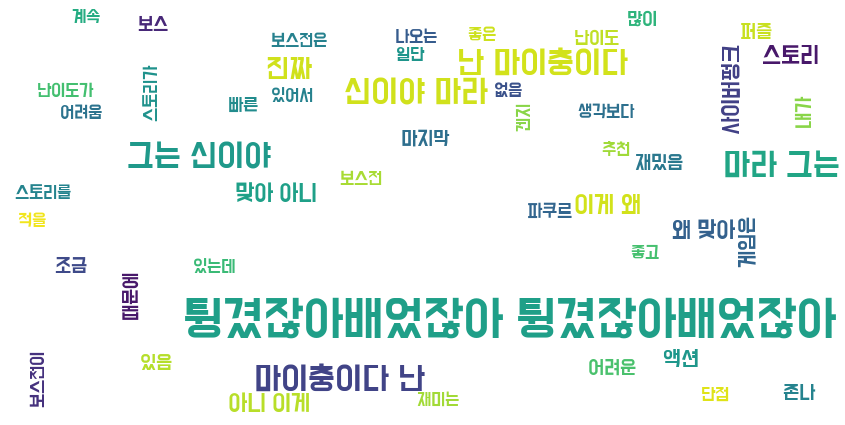 계속
보스
많이
보스전은
나오는
좋은
난이도
퍼즐
일단
난 마이충이다
스토리
진짜
신이야 마라
없음
난이도가
스토리가
있어서
사이버펑크
어려움
빠른
겐지
생각보다
내가
마지막
그는 신이야
추천
재밌음
마라 그는
보스전
스토리를
맞아 아니
적을
파쿠르
이게 왜
왜 맞아
게임인
조금
있는데
좋고
때문에
튕겼잖아배었잖아 튕겼잖아배었잖아
있음
마이충이다 난
어려운
액션
보스전이
아니 이게
재미는
단점
존나